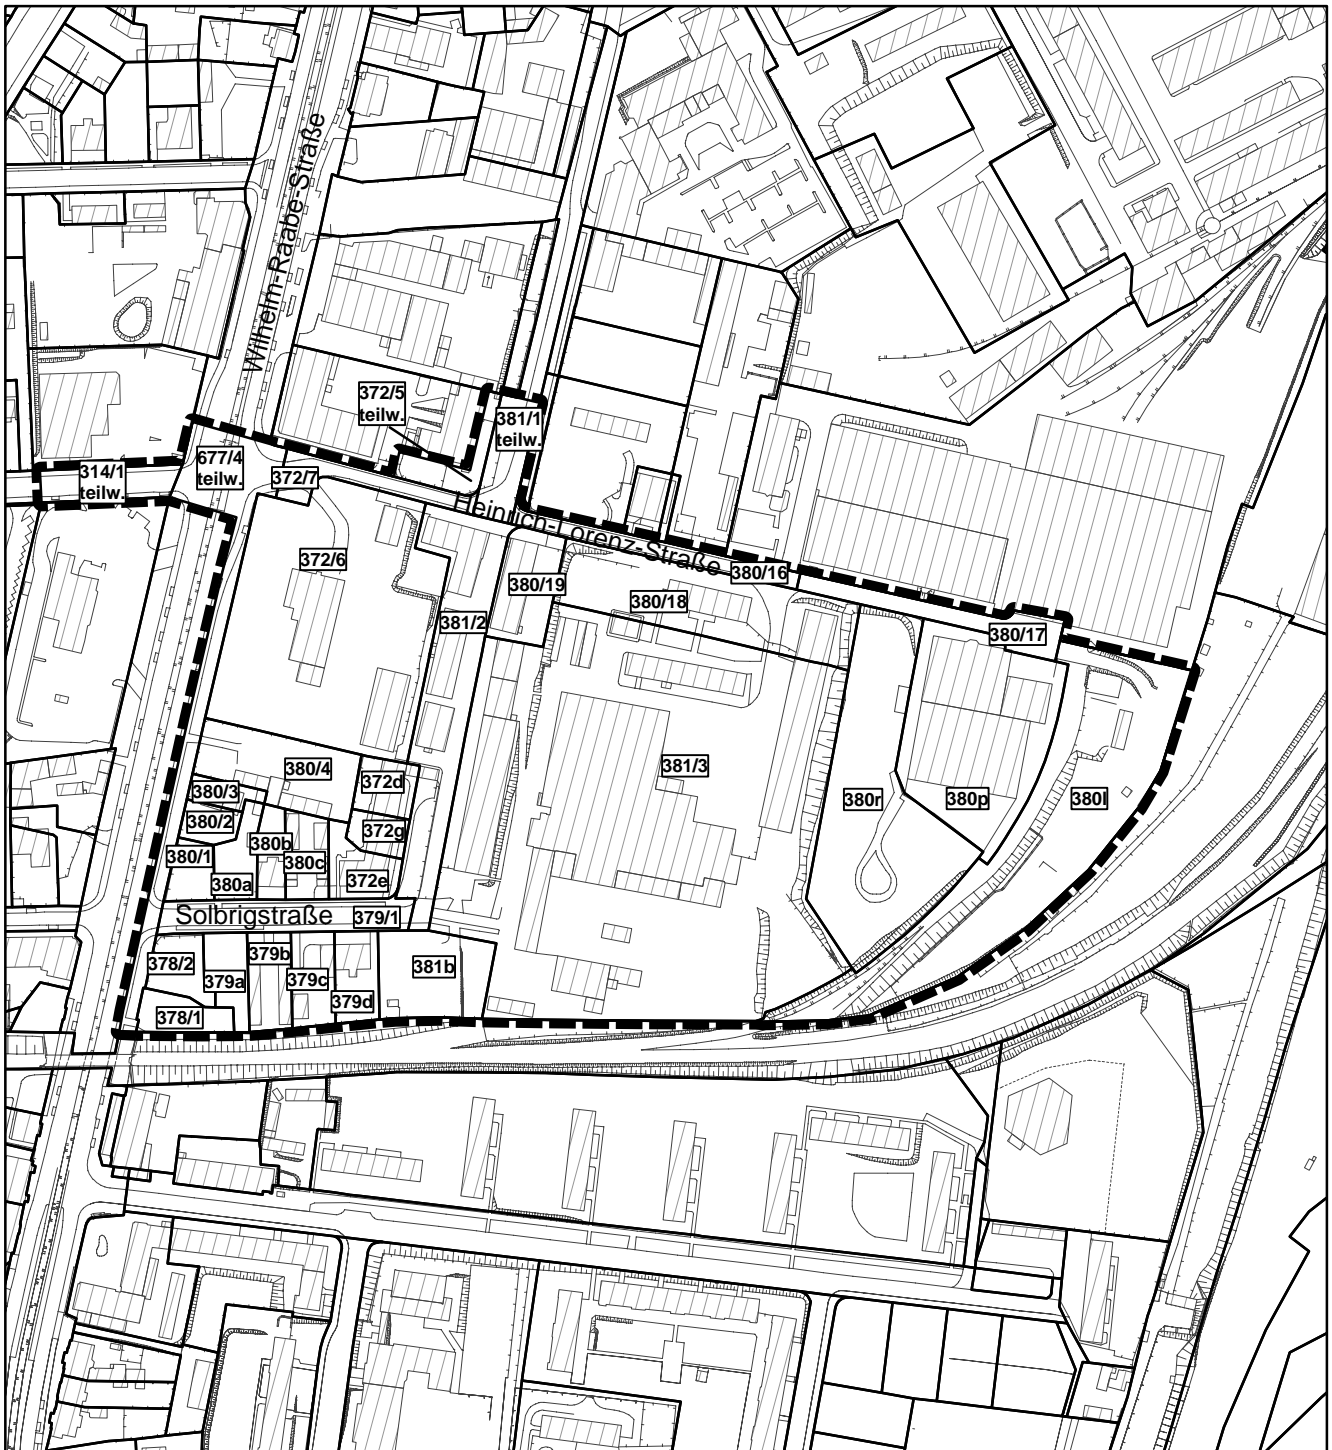 Wilhelm-Raabe-Straße
372/5
teilw.
381/1
teilw.
677/4
teilw.
314/1
teilw.
372/7
Heinrich-Lorenz-Straße
372/6
380/16
380/19
380/18
381/2
380/17
380/4
372d
381/3
380/3
380r
380p
380l
380/2
372g
380b
380/1
380c
380a
372e
Solbrigstraße
379/1
378/2
379b
379a
379c
381b
379d
378/1